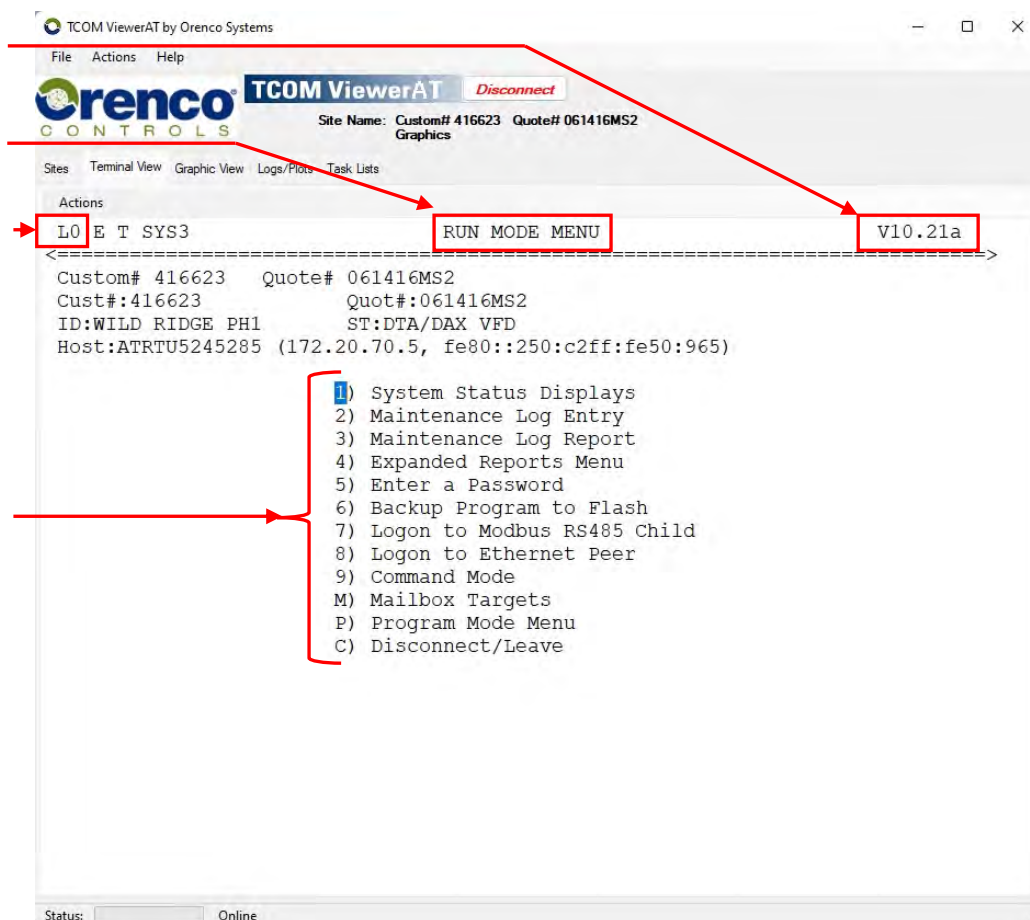 TCOM ViewerAT by Orenco Systems
File Actions Help
Orenco® TCOM ViewerAT Disconnect
CONTROLS
Site Name: Custom# 416623 Quote# 061416MS2
Graphics
Sites Terminal View Graphic View Logs/Plots Task Lists
Actions
L0 E T SYS3 RUN MODE MENU V10.21a
<==============================================================================>
Custom# 416623 Quote# 061416MS2
Cust#:416623 Quot#:061416MS2
ID:WILD RIDGE PH1 ST:DTA/DAX VFD
Host:ATRTU5245285 (172.20.70.5, fe80::250:c2ff:fe50:965)
1) System Status Displays
2) Maintenance Log Entry
3) Maintenance Log Report
4) Expanded Reports Menu
5) Enter a Password
6) Backup Program to Flash
7) Logon to Modbus RS485 Child
8) Logon to Ethernet Peer
9) Command Mode
M) Mailbox Targets
P) Program Mode Menu
C) Disconnect/Leave
Status: Online